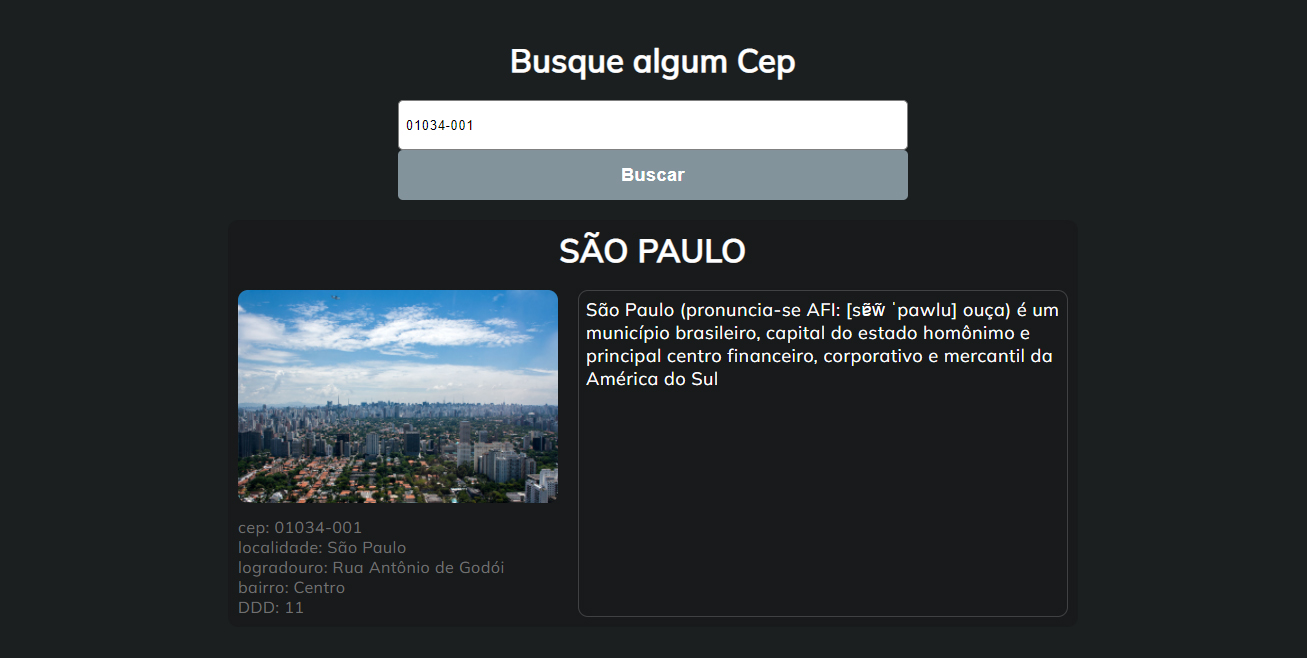 Busque algum Cep
01034-001
Buscar
SÃO PAULO
São Paulo (pronuncia-se AFI: [sɐ̃w̃ ˈpawlu] ouça) é um
município brasileiro, capital do estado homônimo e
principal centro financeiro, corporativo e mercantil da
América do Sul
cep: 01034-001
localidade: São Paulo
logradouro: Rua Antônio de Godói
bairro: Centro
DDD: 11